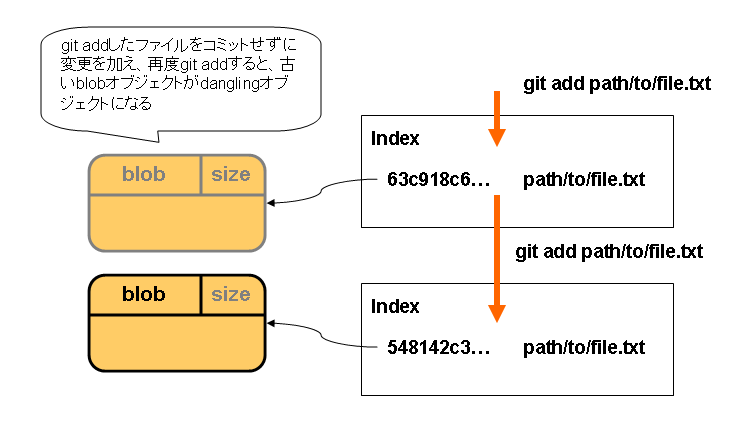 git addしたファイルをコミットせずに
変更を加え、再度git addすると、古
いblobオブジェクトがdanglingオブ
ジェクトになる
git add path/to/file.txt
Index
63c918c6... path/to/file.txt
blob size
git add path/to/file.txt
blob size
Index
548142c3... path/to/file.txt